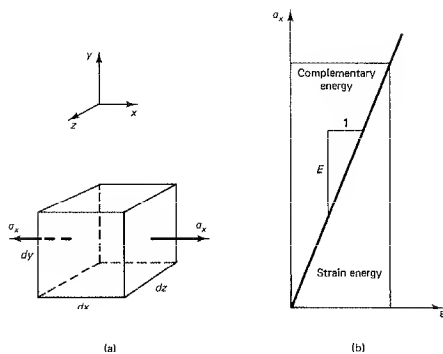 y
x
z
σx
σx
dy
dz
dx
(a)
σx
Complementary
energy
1
E
Strain energy
ε
(b)